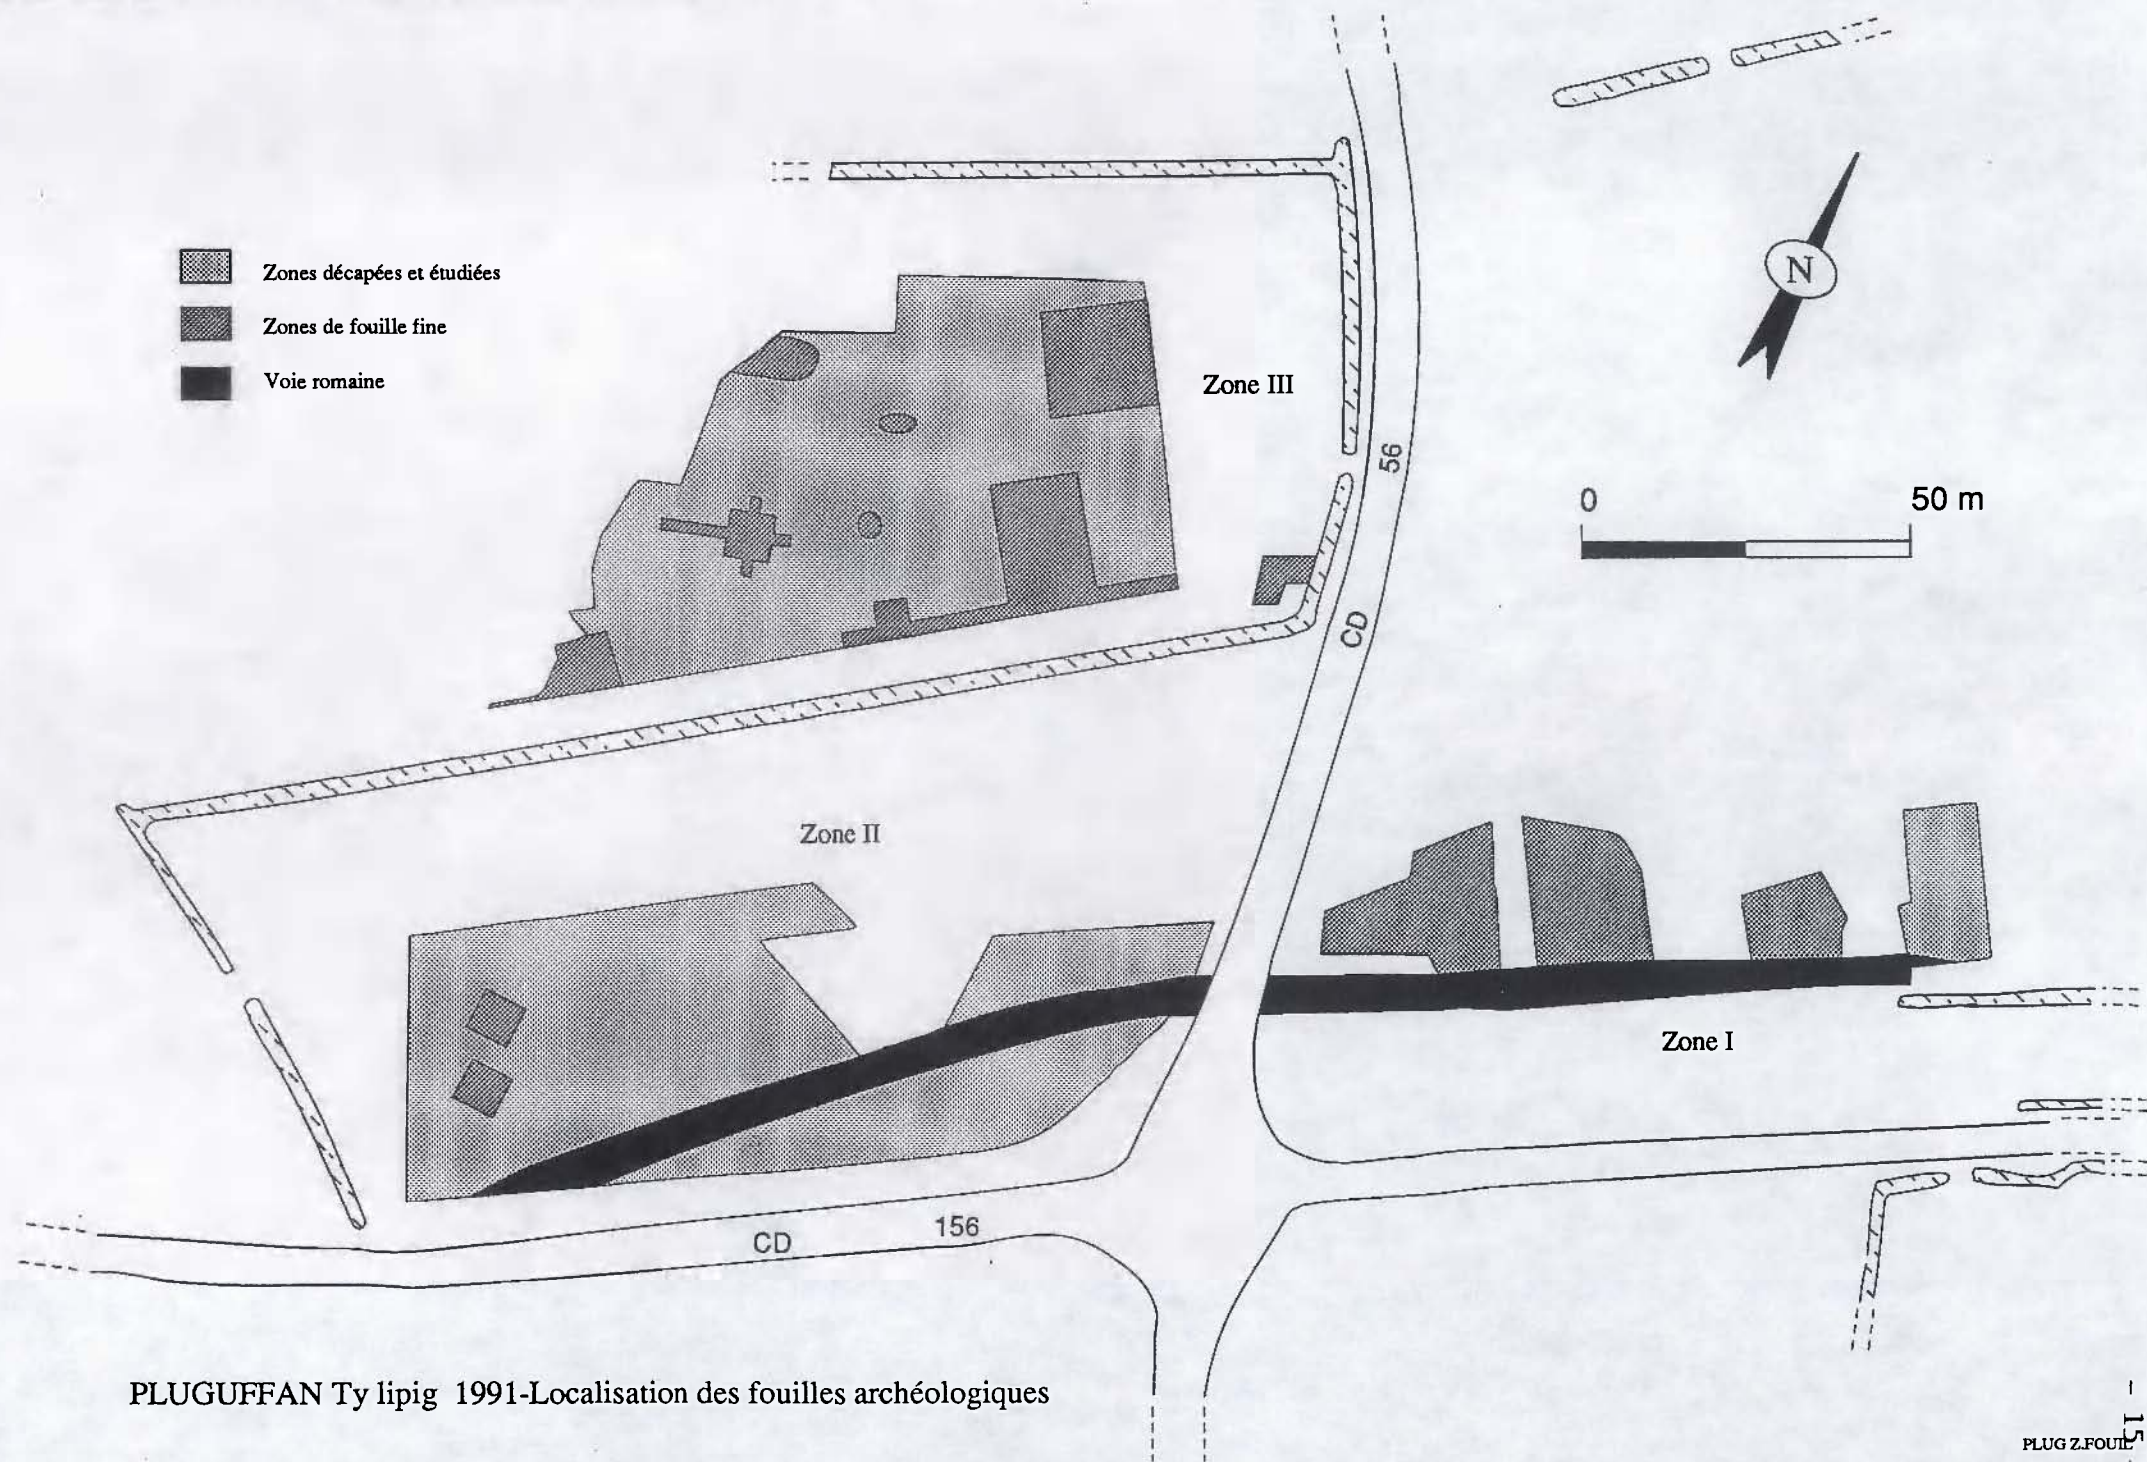 Zones décapées et étudiées
Zones de fouille fine
Voie romaine
N
Zone III
56
0 50 m
CD
Zone II
Zone I
CD 156
PLUGUFFAN Ty lipig 1991-Localisation des fouilles archéologiques
- 15
PLUG Z.FOUIL